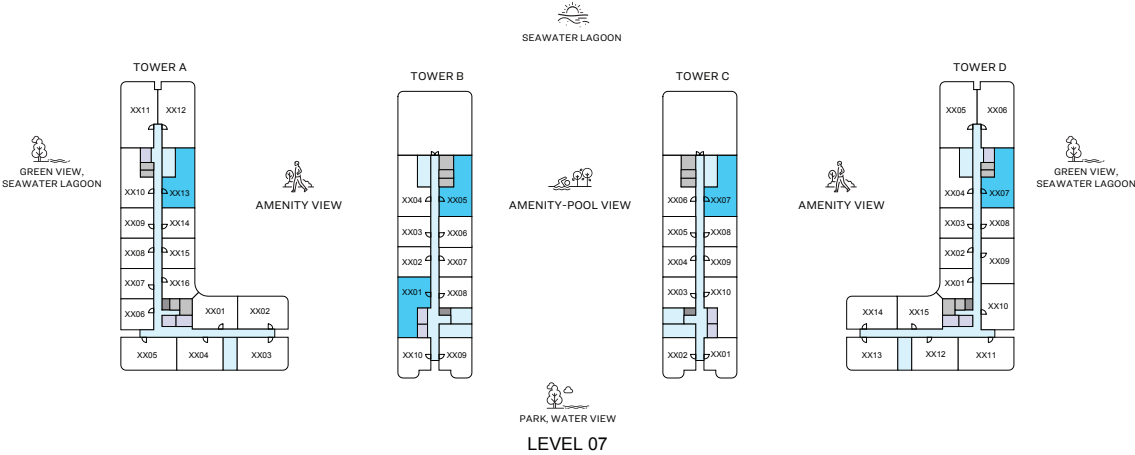 SEAWATER LAGOON
TOWER A
TOWER B
TOWER C
TOWER D
GREEN VIEW,
SEAWATER LAGOON
AMENITY VIEW
AMENITY-POOL VIEW
AMENITY VIEW
GREEN VIEW,
SEAWATER LAGOON
XX11 XX12
XX10 XX13
XX09 XX14
XX08 XX15
XX07 XX16
XX06 XX01 XX02
XX05 XX04 XX03
XX04 XX05
XX03 XX06
XX02 XX07
XX01 XX08
XX10 XX09
XX06 XX07
XX05 XX08
XX04 XX09
XX03 XX10
XX02 XX01
XX05 XX06
XX04 XX07
XX03 XX08
XX02 XX09
XX01 XX10
XX14 XX15
XX13 XX12 XX11
PARK, WATER VIEW
LEVEL 07